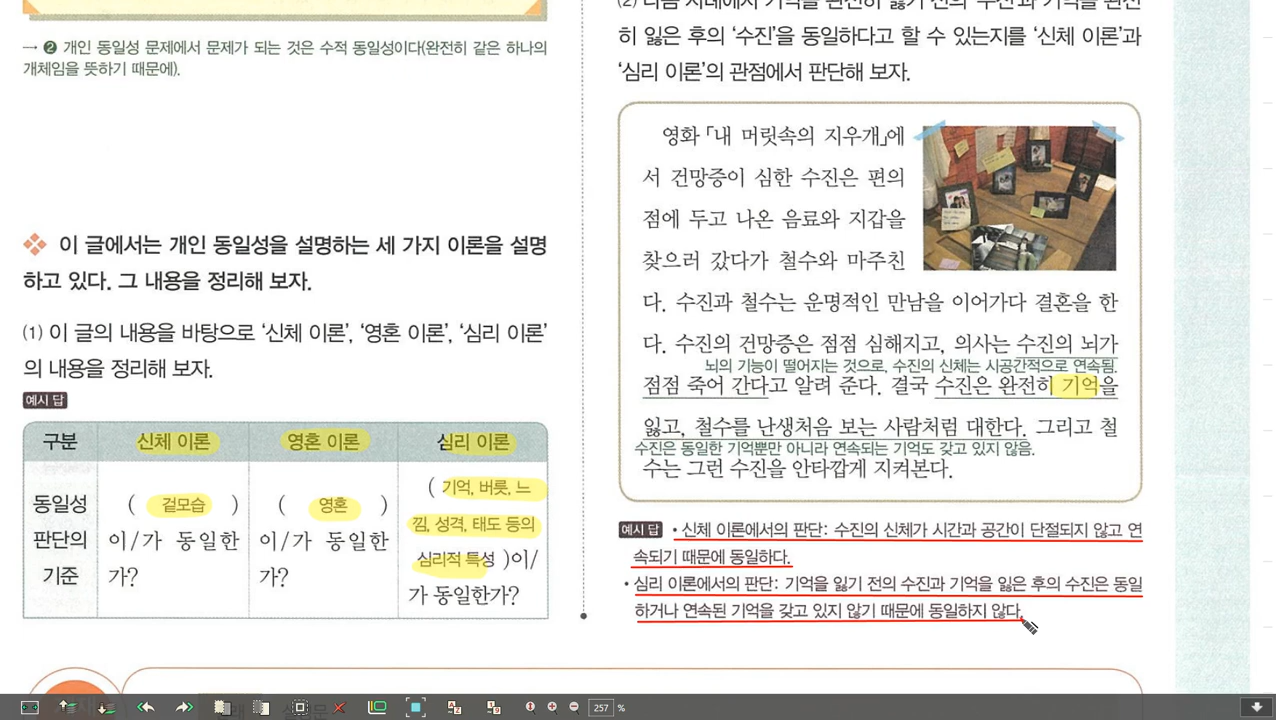 → ❷ 개인 동일성 문제에서 문제가 되는 것은 수적 동일성이다(완전히 같은 하나의
개체임을 뜻하기 때문에).
❖ 이 글에서는 개인 동일성을 설명하는 세 가지 이론을 설명
하고 있다. 그 내용을 정리해 보자.
(1) 이 글의 내용을 바탕으로 ‘신체 이론’, ‘영혼 이론’, ‘심리 이론’
의 내용을 정리해 보자.
예시 답
구분 신체 이론 영혼 이론 심리 이론
동일성 판단의 기준
( 겉모습 )
이/가 동일한
가?
( 영혼 )
이/가 동일한
가?
( 기억, 버릇, 느
낌, 성격, 태도 등의
심리적 특성 )이/
가 동일한가?
(2) 다음 사례에서 기억을 완전히 잃기 전의 ‘수진’과 기억을 완전
히 잃은 후의 ‘수진’을 동일하다고 할 수 있는지를 ‘신체 이론’과
‘심리 이론’의 관점에서 판단해 보자.
영화 「내 머릿속의 지우개」에
서 건망증이 심한 수진은 편의
점에 두고 나온 음료와 지갑을
찾으러 갔다가 철수와 마주친
다. 수진과 철수는 운명적인 만남을 이어가다 결혼을 한
다. 수진의 건망증은 점점 심해지고, 의사는 수진의 뇌가
뇌의 기능이 떨어지는 것으로, 수진의 신체는 시공간적으로 연속됨.
점점 죽어 간다고 알려 준다. 결국 수진은 완전히 기억을
잃고, 철수를 난생처음 보는 사람처럼 대한다. 그리고 철
수진은 동일한 기억뿐만 아니라 연속되는 기억도 갖고 있지 않음.
수는 그런 수진을 안타깝게 지켜본다.
예시 답 • 신체 이론에서의 판단: 수진의 신체가 시간과 공간이 단절되지 않고 연
속되기 때문에 동일하다.
• 심리 이론에서의 판단: 기억을 잃기 전의 수진과 기억을 잃은 후의 수진은 동일
하거나 연속된 기억을 갖고 있지 않기 때문에 동일하지 않다.
257 %